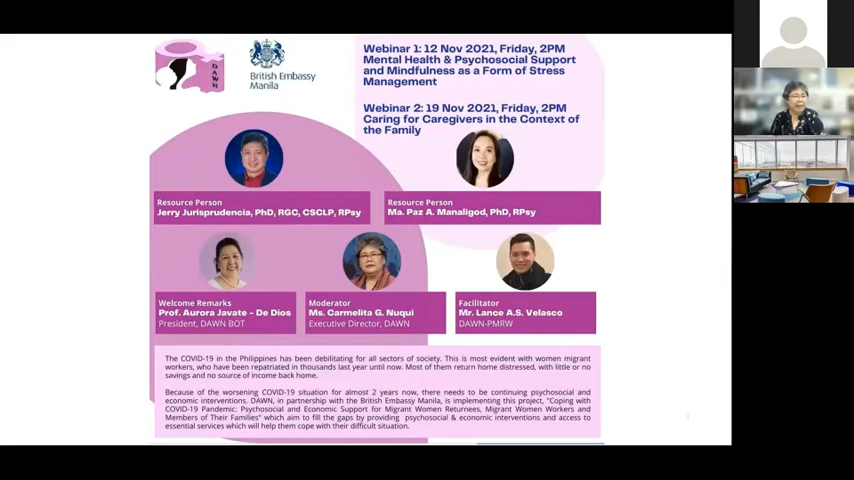 DAWN
British Embassy
Manila
Webinar 1: 12 Nov 2021, Friday, 2PM
Mental Health & Psychosocial Support
and Mindfulness as a Form of Stress
Management
Webinar 2: 19 Nov 2021, Friday, 2PM
Caring for Caregivers in the Context of
the Family
Resource Person
Jerry Jurisprudencia, PhD, RGC, CSCLP, RPsy
Resource Person
Ma. Paz A. Manaligod, PhD, RPsy
Welcome Remarks
Prof. Aurora Javate – De Dios
President, DAWN BOT
Moderator
Ms. Carmelita G. Nuqui
Executive Director, DAWN
Facilitator
Mr. Lance A.S. Velasco
DAWN-PMRW
The COVID-19 in the Philippines has been debilitating for all sectors of society. This is most evident with women migrant
workers, who have been repatriated in thousands last year until now. Most of them return home distressed, with little or no
savings and no source of income back home.
Because of the worsening COVID-19 situation for almost 2 years now, there needs to be continuing psychosocial and
economic interventions. DAWN, in partnership with the British Embassy Manila, is implementing this project, "Coping with
COVID-19 Pandemic: Psychosocial and Economic Support for Migrant Women Returnees, Migrant Women Workers and
Members of Their Families" which aim to fill the gaps by providing psychosocial & economic interventions and access to
essential services which will help them cope with their difficult situation.